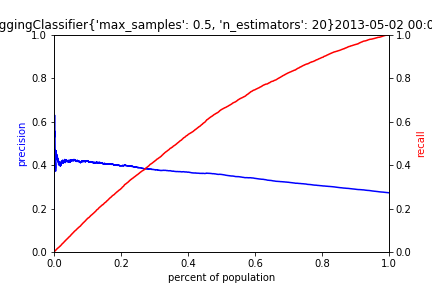 ggingClassifier{'max_samples': 0.5, 'n_estimators': 20}2013-05-02 00:0
1.0 1.0
0.8 0.8
0.6 0.6
precision recall
0.4 0.4
0.2 0.2
0.0 0.0
0.0 0.2 0.4 0.6 0.8 1.0
percent of population